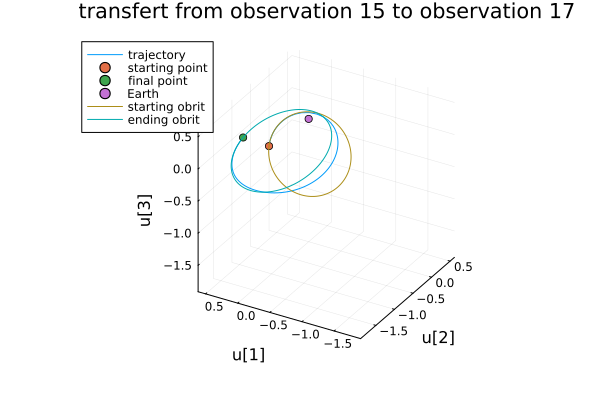 transfert from observation 15 to observation 17
trajectory
starting point
final point
Earth
starting obrit
ending obrit
0.5
0.0
−0.5
−1.0
−1.5
u[3]
0.5
0.0
−0.5
−1.0
−1.5
u[1]
0.5
0.0
−0.5
−1.0
−1.5
u[2]